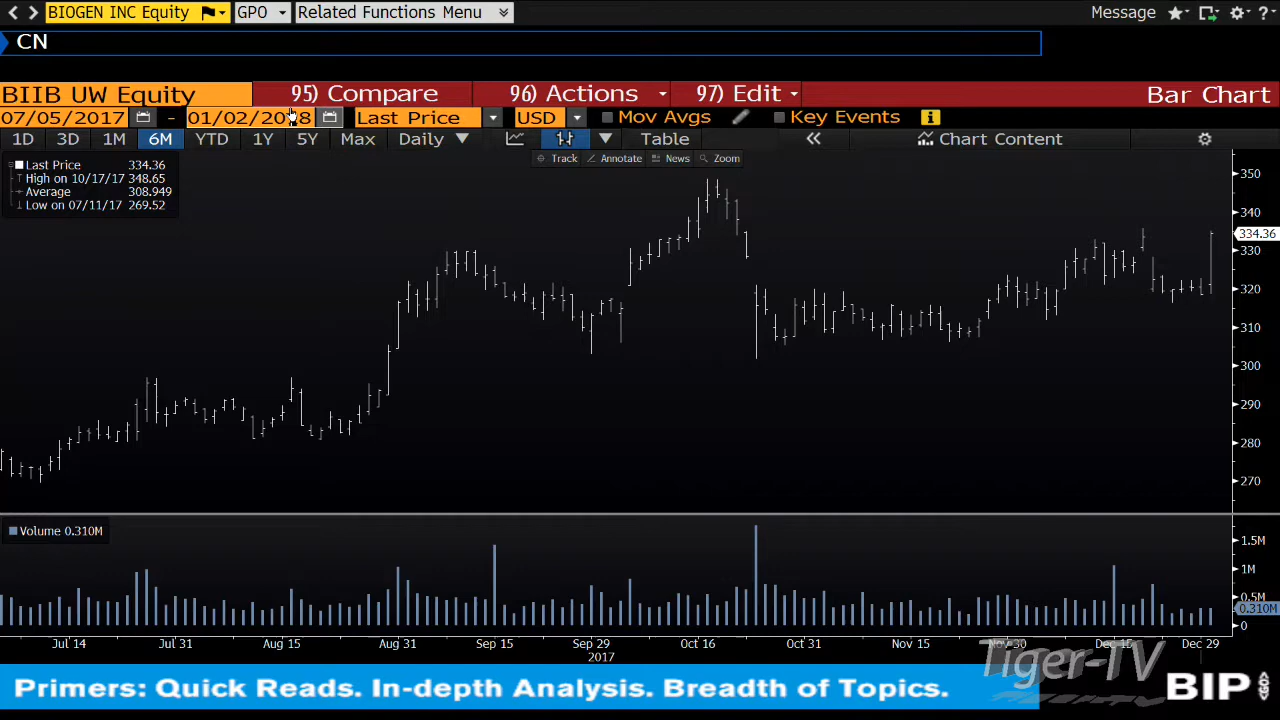 BIOGEN INC Equity GPO Related Functions Menu Message ?
CN
BIIB UW Equity 95) Compare 96) Actions 97) Edit Bar Chart
07/05/2017 - 01/02/2018 Last Price USD Mov Avgs Key Events i
1D 3D 1M 6M YTD 1Y 5Y Max Daily Table « Chart Content
Track Annotate News Zoom
Last Price 334.36
High on 10/17/17 348.65
Average 308.949
Low on 07/11/17 269.52
350
340
334.36
330
320
310
300
290
280
270
Volume 0.310M
1.5M
1M
0.5M
0.310M
0
Jul 14 Jul 31 Aug 15 Aug 31 Sep 15 Sep 29 Oct 16 Oct 31 Nov 15 Nov 30 Dec 15 Dec 29
2017
Tiger-TV
Primers: Quick Reads. In-depth Analysis. Breadth of Topics.
BIP
GO